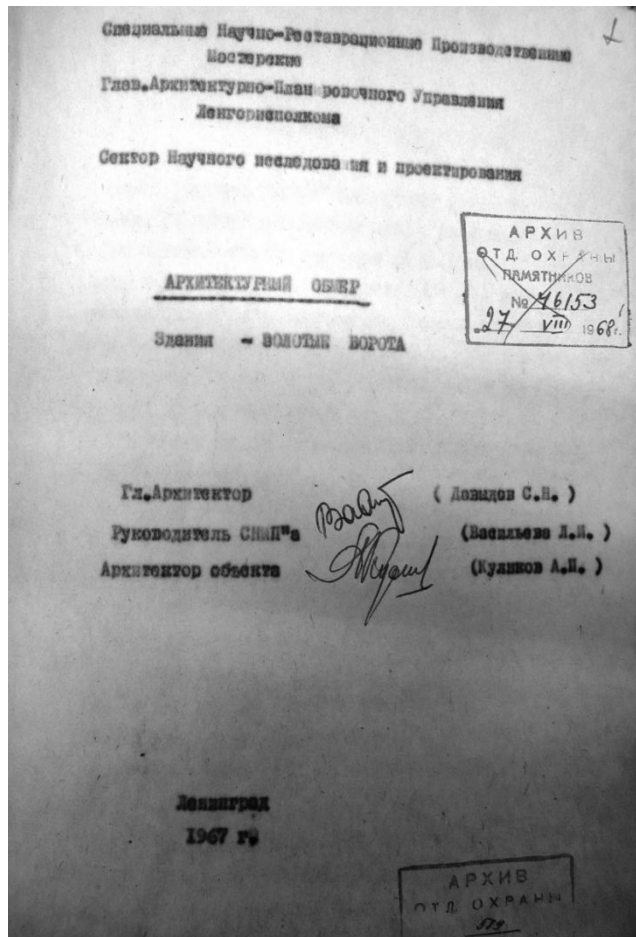 Специальные Научно-Реставрационные Производственные
Мастерские
Глав.Архитектурно-Планировочного Управления
Ленгорисполкома
Сектор Научного исследования и проектирования
АРХИВ
ОТД. ОХРАНЫ
ПАМЯТНИКОВ
№ 76153
27 VIII 1968 г.
АРХИТЕКТУРНЫЙ ОБМЕР
Здания - ЗОЛОТЫЕ ВОРОТА
Гл.Архитектор ( Давыдов С.Н. )
Руководитель СНИП"а (Васильева Л.И. )
Архитектор объекта (Куликов А.П. )
Ленинград
1967 г.
АРХИВ
ОТД ОХРАНЫ